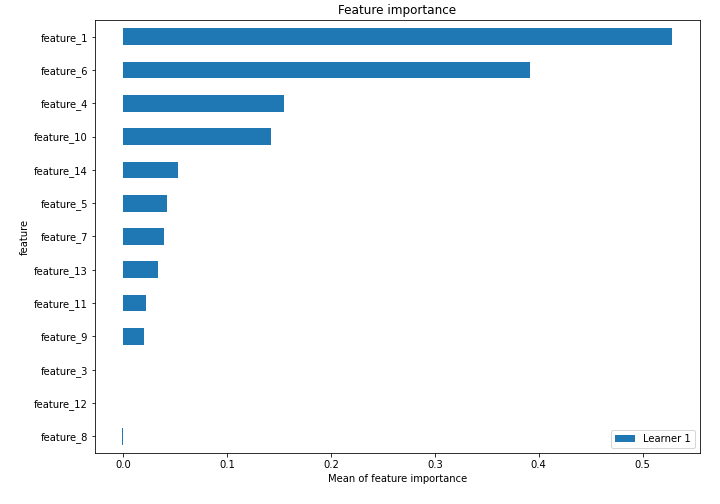 Feature importance
feature_1
feature_6
feature_4
feature_10
feature_14
feature_5
feature_7
feature_13
feature_11
feature_9
feature_3
feature_12
feature_8
feature
Learner 1
0.0 0.1 0.2 0.3 0.4 0.5
Mean of feature importance